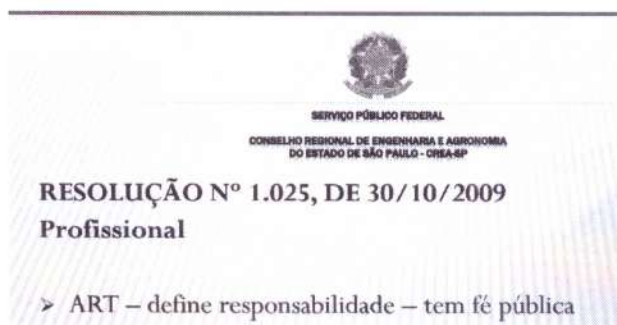 SERVIÇO PÚBLICO FEDERAL
CONSELHO REGIONAL DE ENGENHARIA E AGRONOMIA
DO ESTADO DE SÃO PAULO - CREA-SP
RESOLUÇÃO Nº 1.025, DE 30/10/2009
Profissional
➢ ART – define responsabilidade – tem fé pública